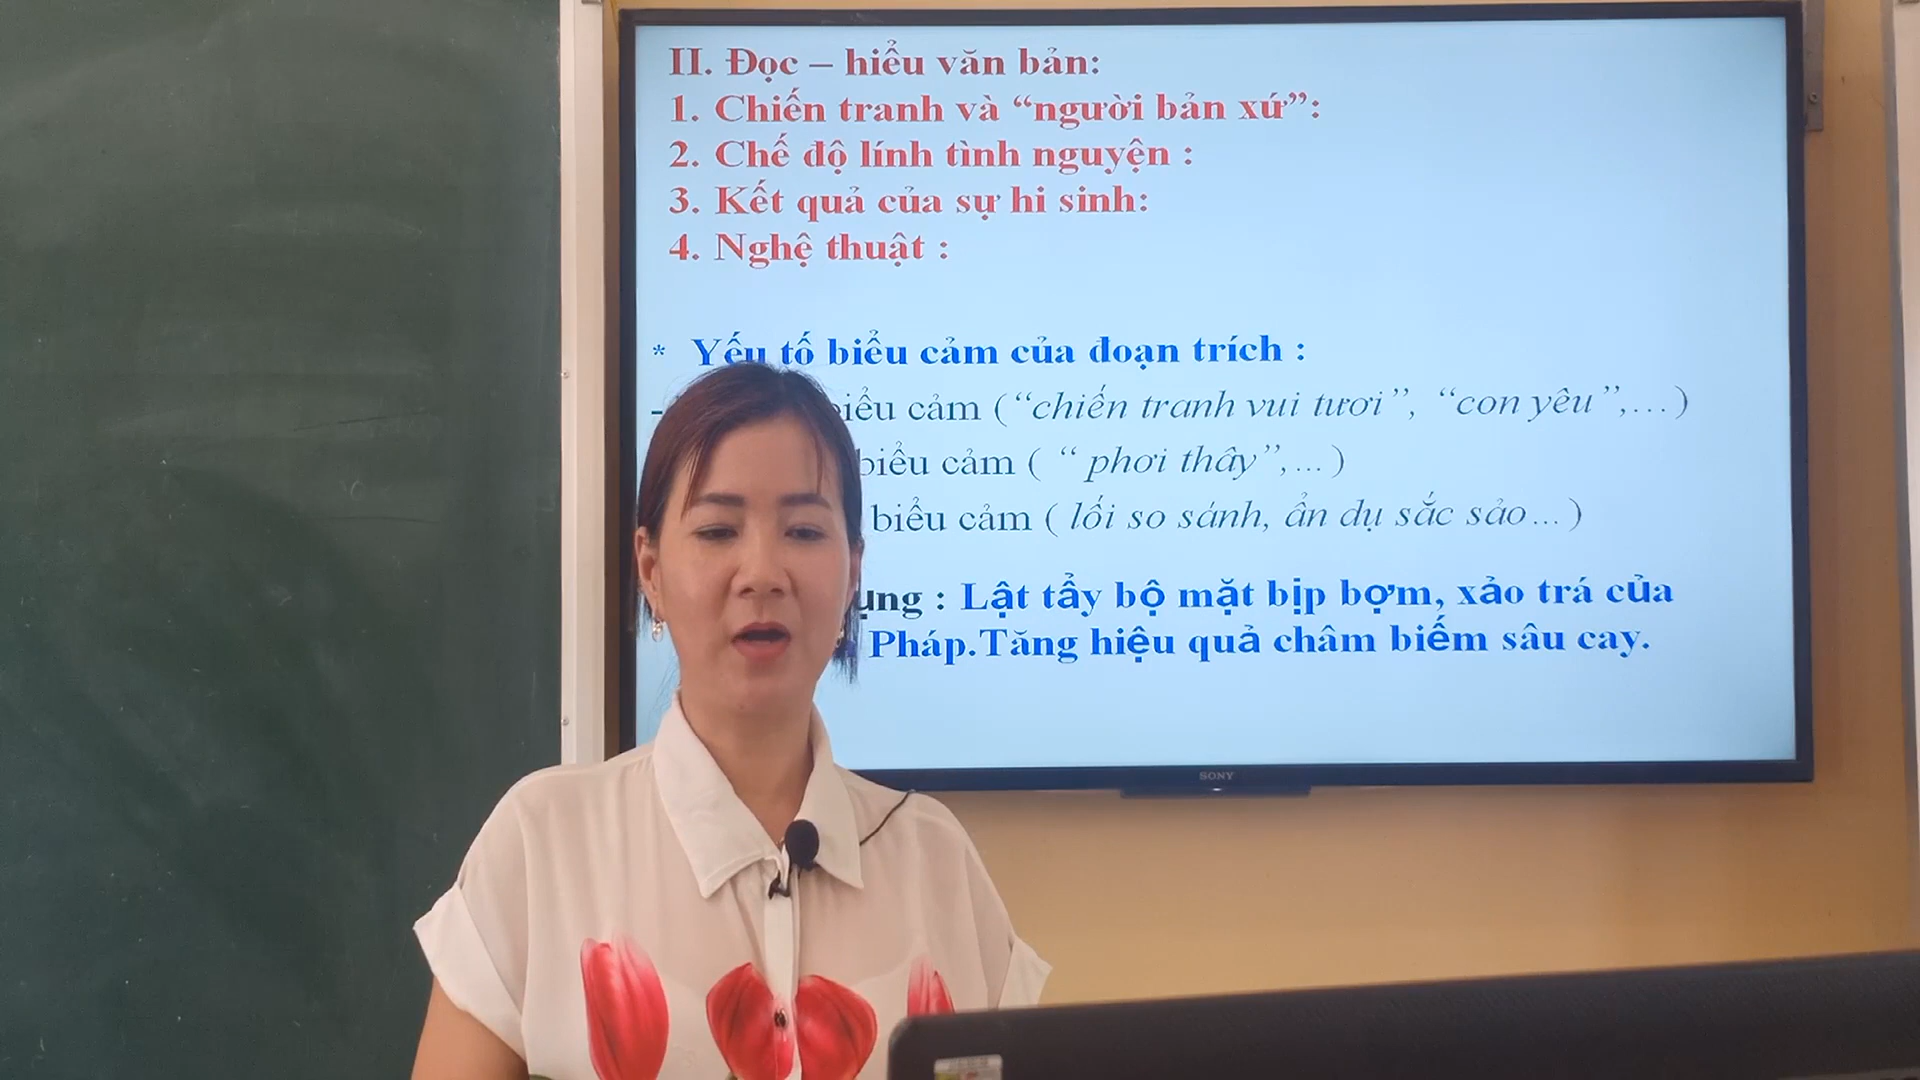 II. Đọc – hiểu văn bản:
1. Chiến tranh và “người bản xứ”:
2. Chế độ lính tình nguyện :
3. Kết quả của sự hi sinh:
4. Nghệ thuật :
* Yếu tố biểu cảm của đoạn trích :
- biểu cảm (“chiến tranh vui tươi”, “con yêu”,…)
biểu cảm ( “ phơi thây”,…)
biểu cảm ( lối so sánh, ẩn dụ sắc sảo…)
ụng : Lật tẩy bộ mặt bịp bợm, xảo trá của
Pháp.Tăng hiệu quả châm biếm sâu cay.
SONY